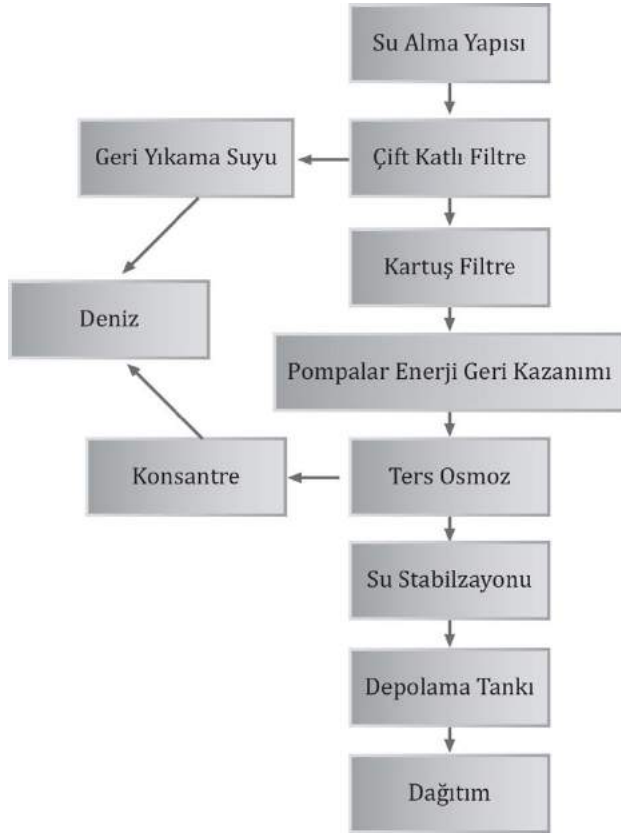 Su Alma Yapısı
Geri Yıkama Suyu
Çift Katlı Filtre
Kartuş Filtre
Deniz
Pompalar Enerji Geri Kazanımı
Konsantre
Ters Osmoz
Su Stabilzayonu
Depolama Tankı
Dağıtım